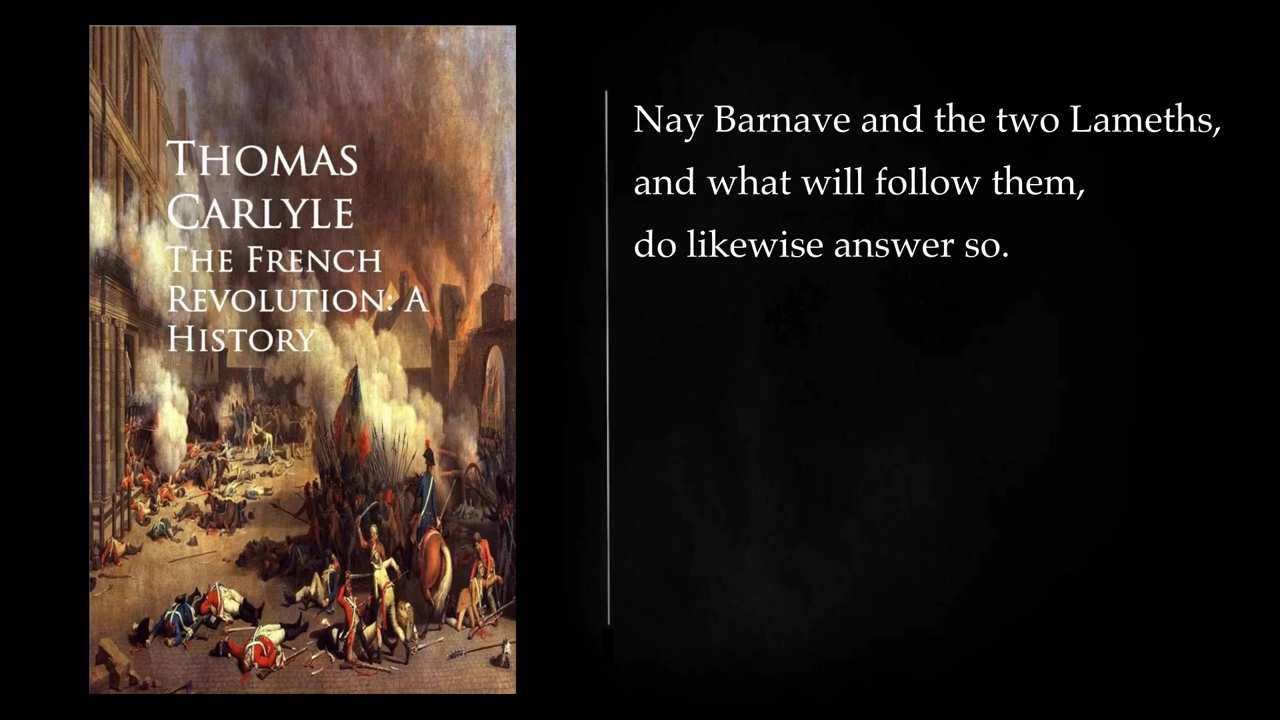 THOMAS
CARLYLE
THE FRENCH
REVOLUTION: A
HISTORY
Nay Barnave and the two Lameths,
and what will follow them,
do likewise answer so.